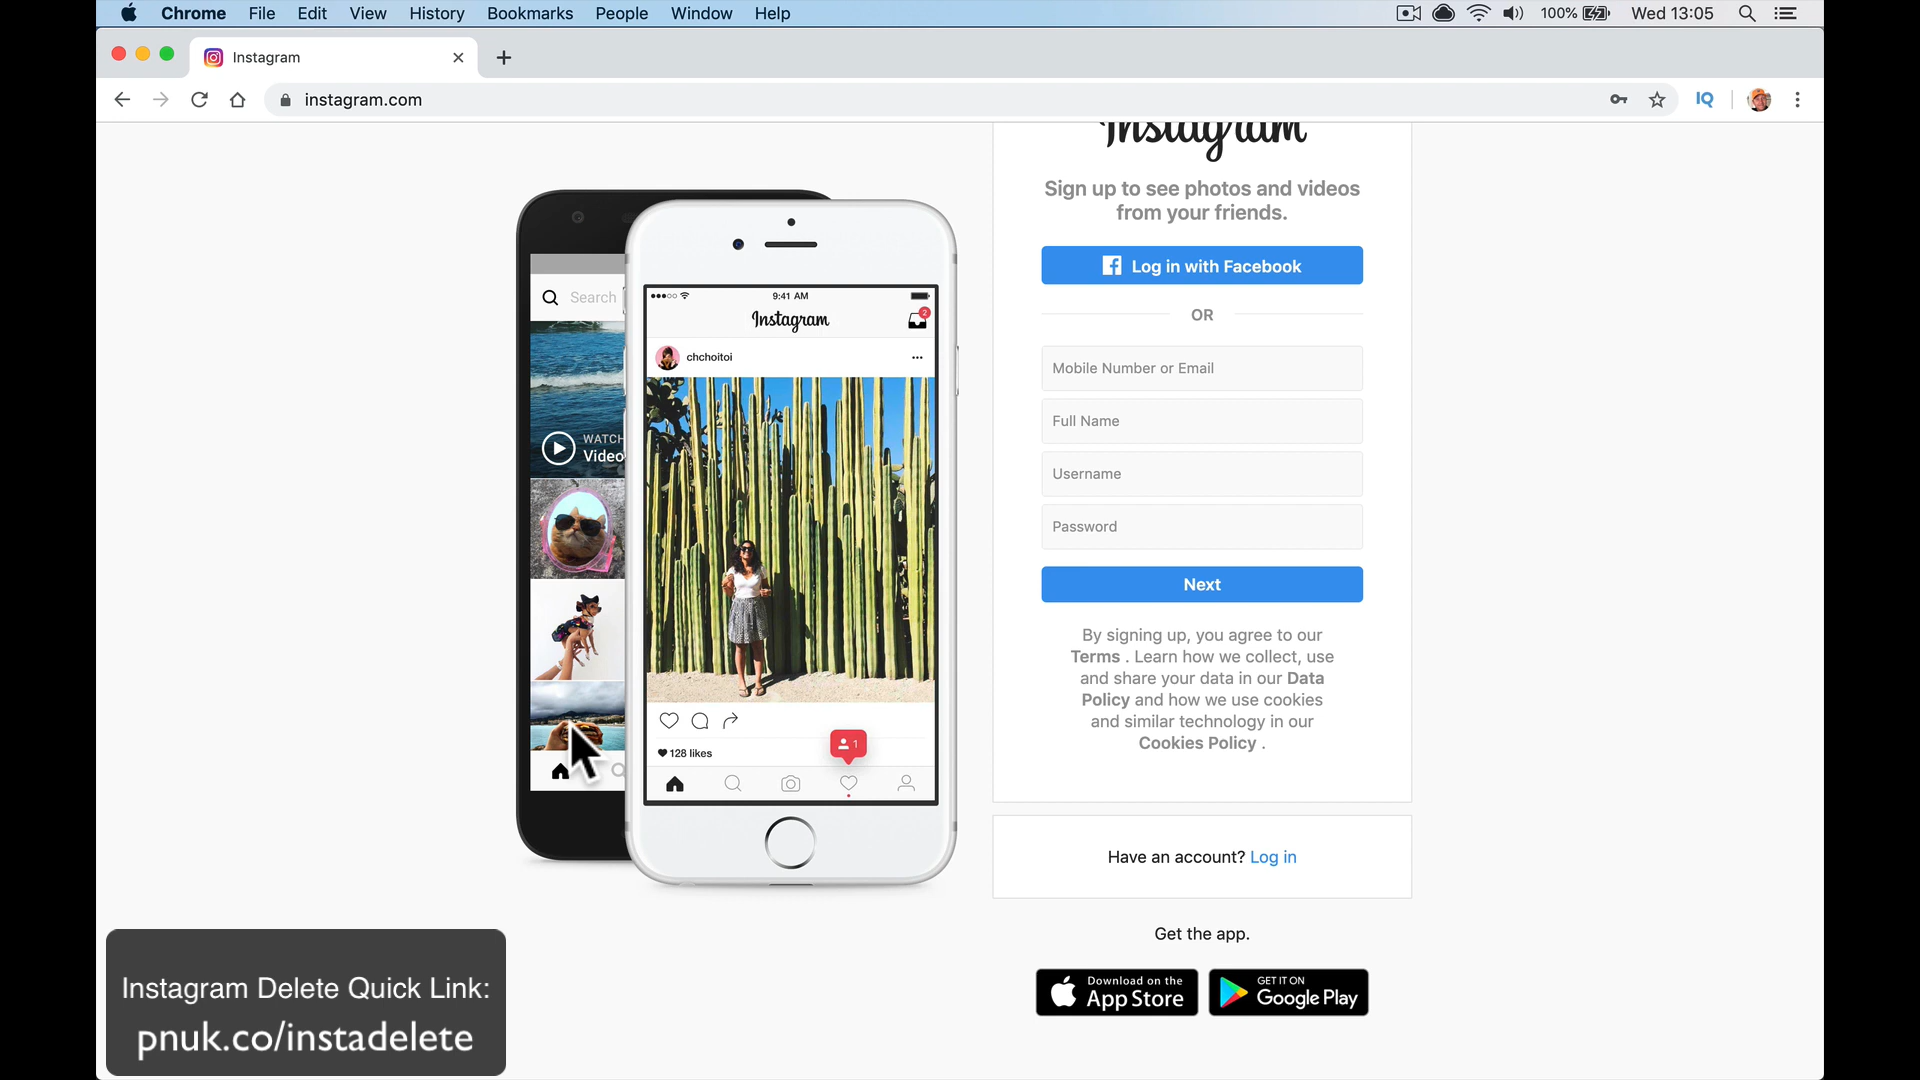 Chrome File Edit View History Bookmarks People Window Help 100% Wed 13:05
Instagram
instagram.com IQ
Instagram
Sign up to see photos and videos
from your friends.
Log in with Facebook
OR
Mobile Number or Email
Full Name
Username
Password
Next
By signing up, you agree to our
Terms . Learn how we collect, use
and share your data in our Data
Policy and how we use cookies
and similar technology in our
Cookies Policy .
Have an account? Log in
Get the app.
Download on the
App Store
GET IT ON
Google Play
Search
WATCH
Video
9:41 AM
Instagram
2
chchoitoi
128 likes
1
Instagram Delete Quick Link:
pnuk.co/instadelete